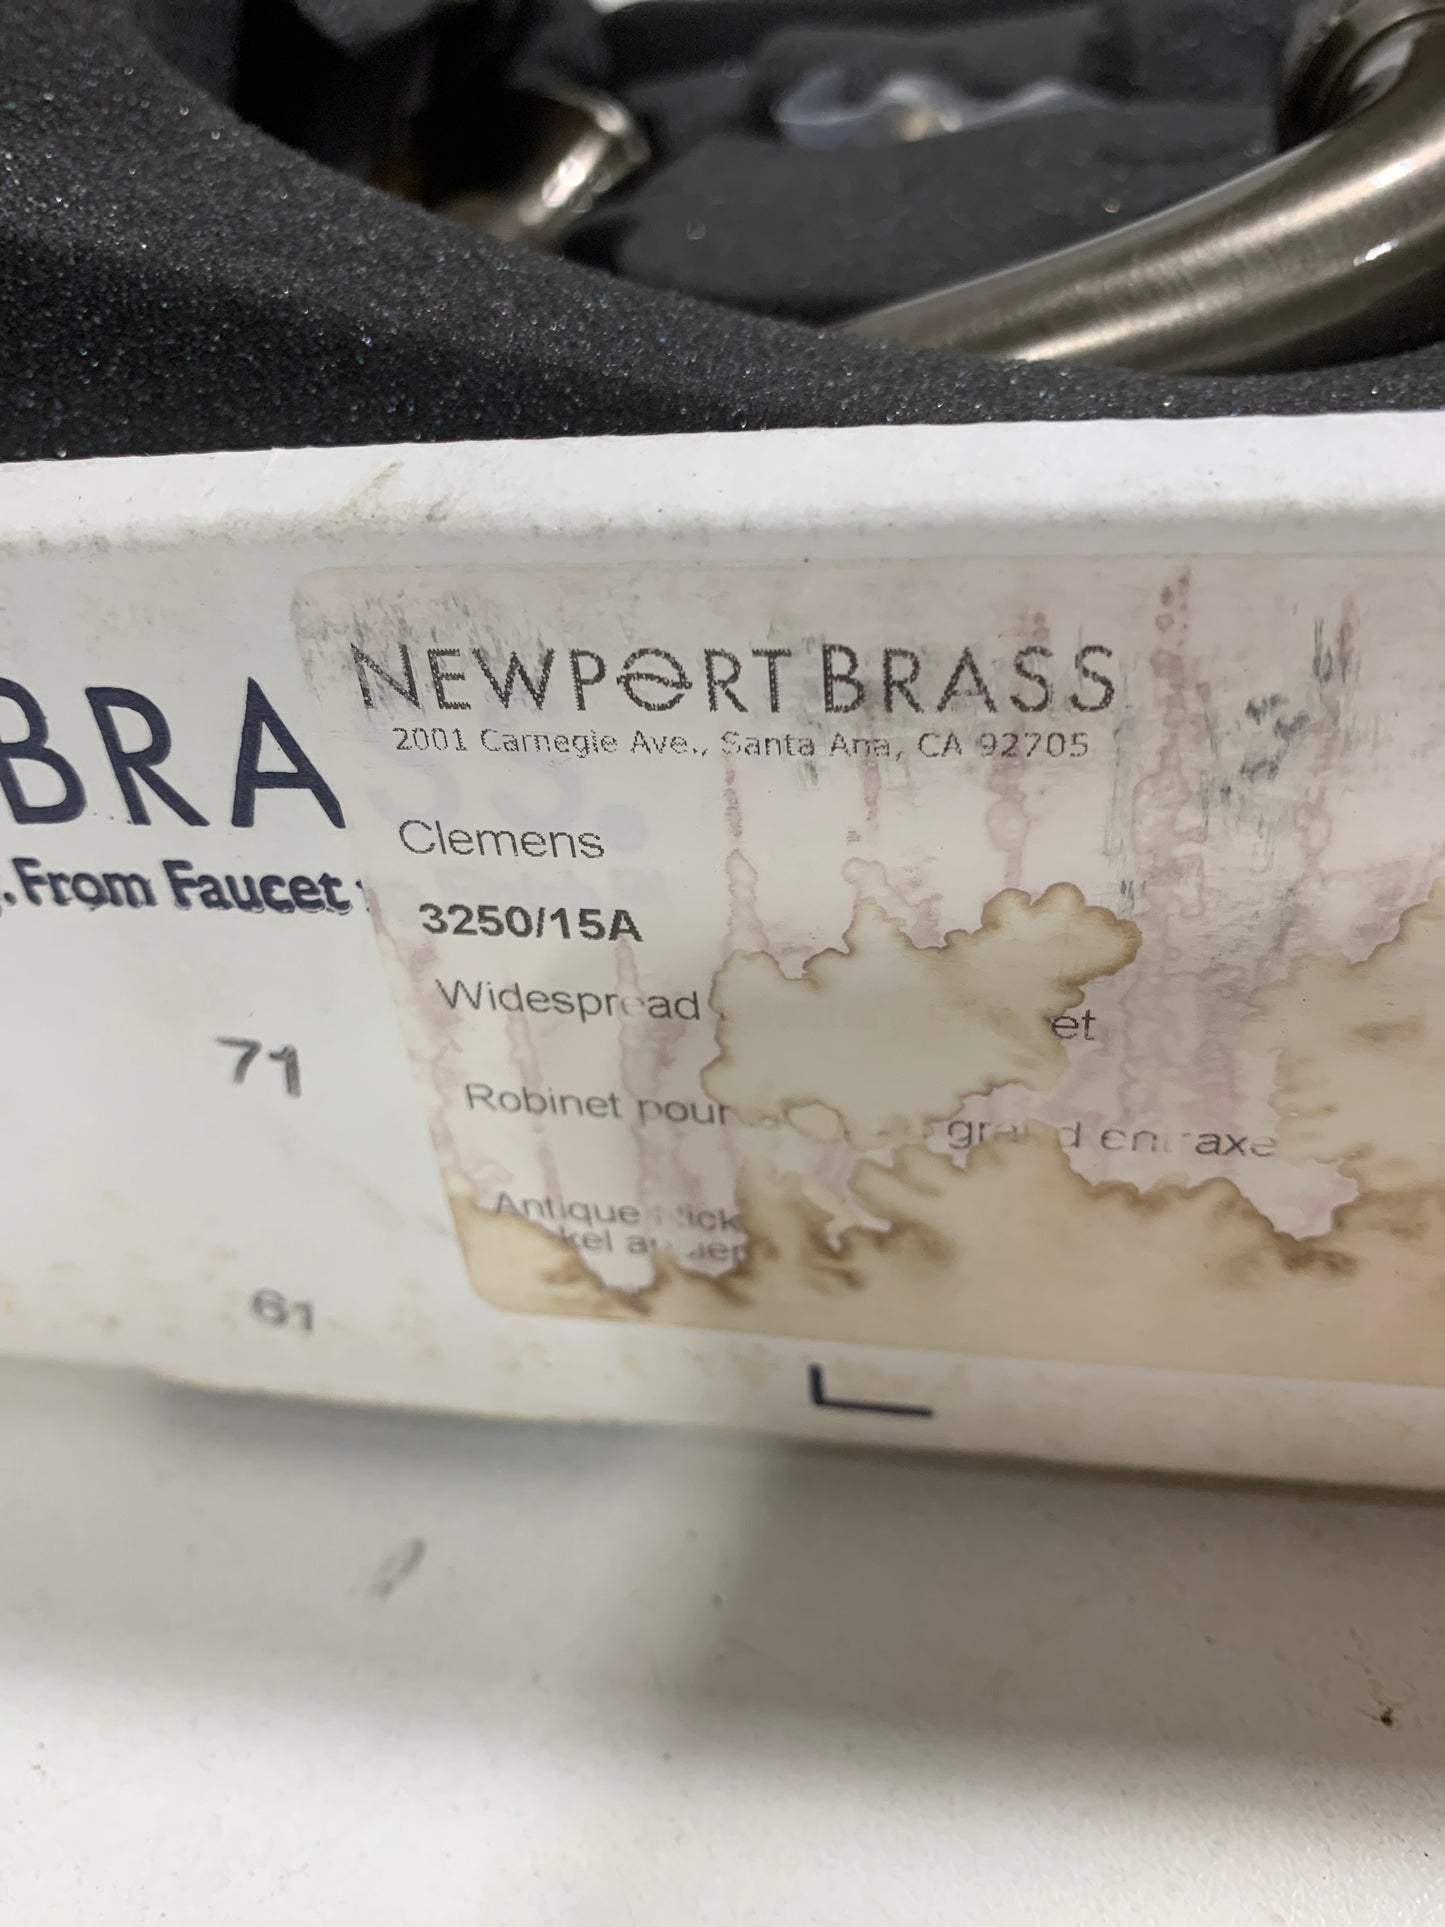 NEWPORT BRASS
2001 Carnegie Ave., Santa Ana, CA 92705
BRA
. From Faucet
Clemens
3250/15A
Widespread
Robinet pour grand entraxe
Antique
71
61